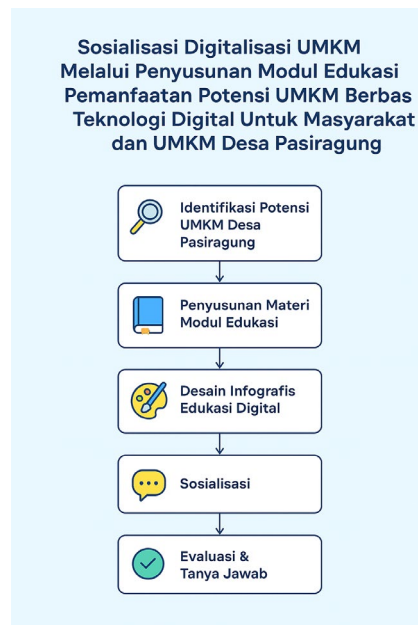 Sosialisasi Digitalisasi UMKM
Melalui Penyusunan Modul Edukasi
Pemanfaatan Potensi UMKM Berbas
Teknologi Digital Untuk Masyarakat
dan UMKM Desa Pasiragung
Identifikasi Potensi
UMKM Desa
Pasiragung
Penyusunan Materi
Modul Edukasi
Desain Infografis
Edukasi Digital
Sosialisasi
Evaluasi &
Tanya Jawab